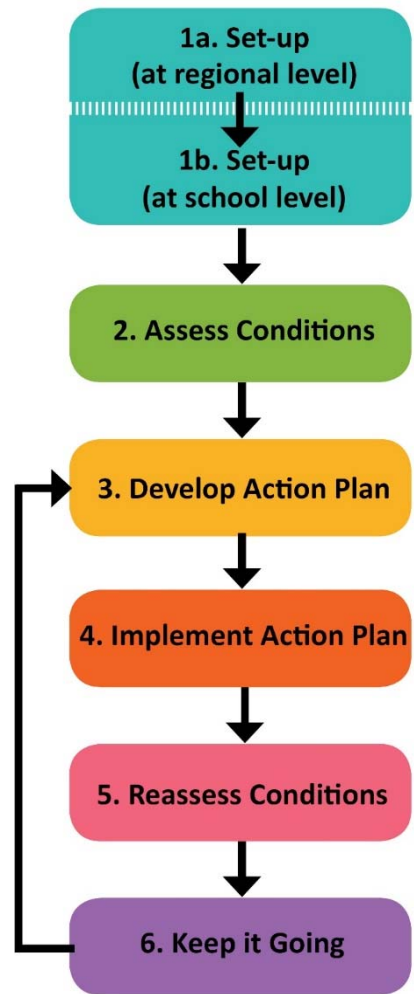 1a. Set-up
(at regional level)
1b. Set-up
(at school level)
2. Assess Conditions
3. Develop Action Plan
4. Implement Action Plan
5. Reassess Conditions
6. Keep it Going